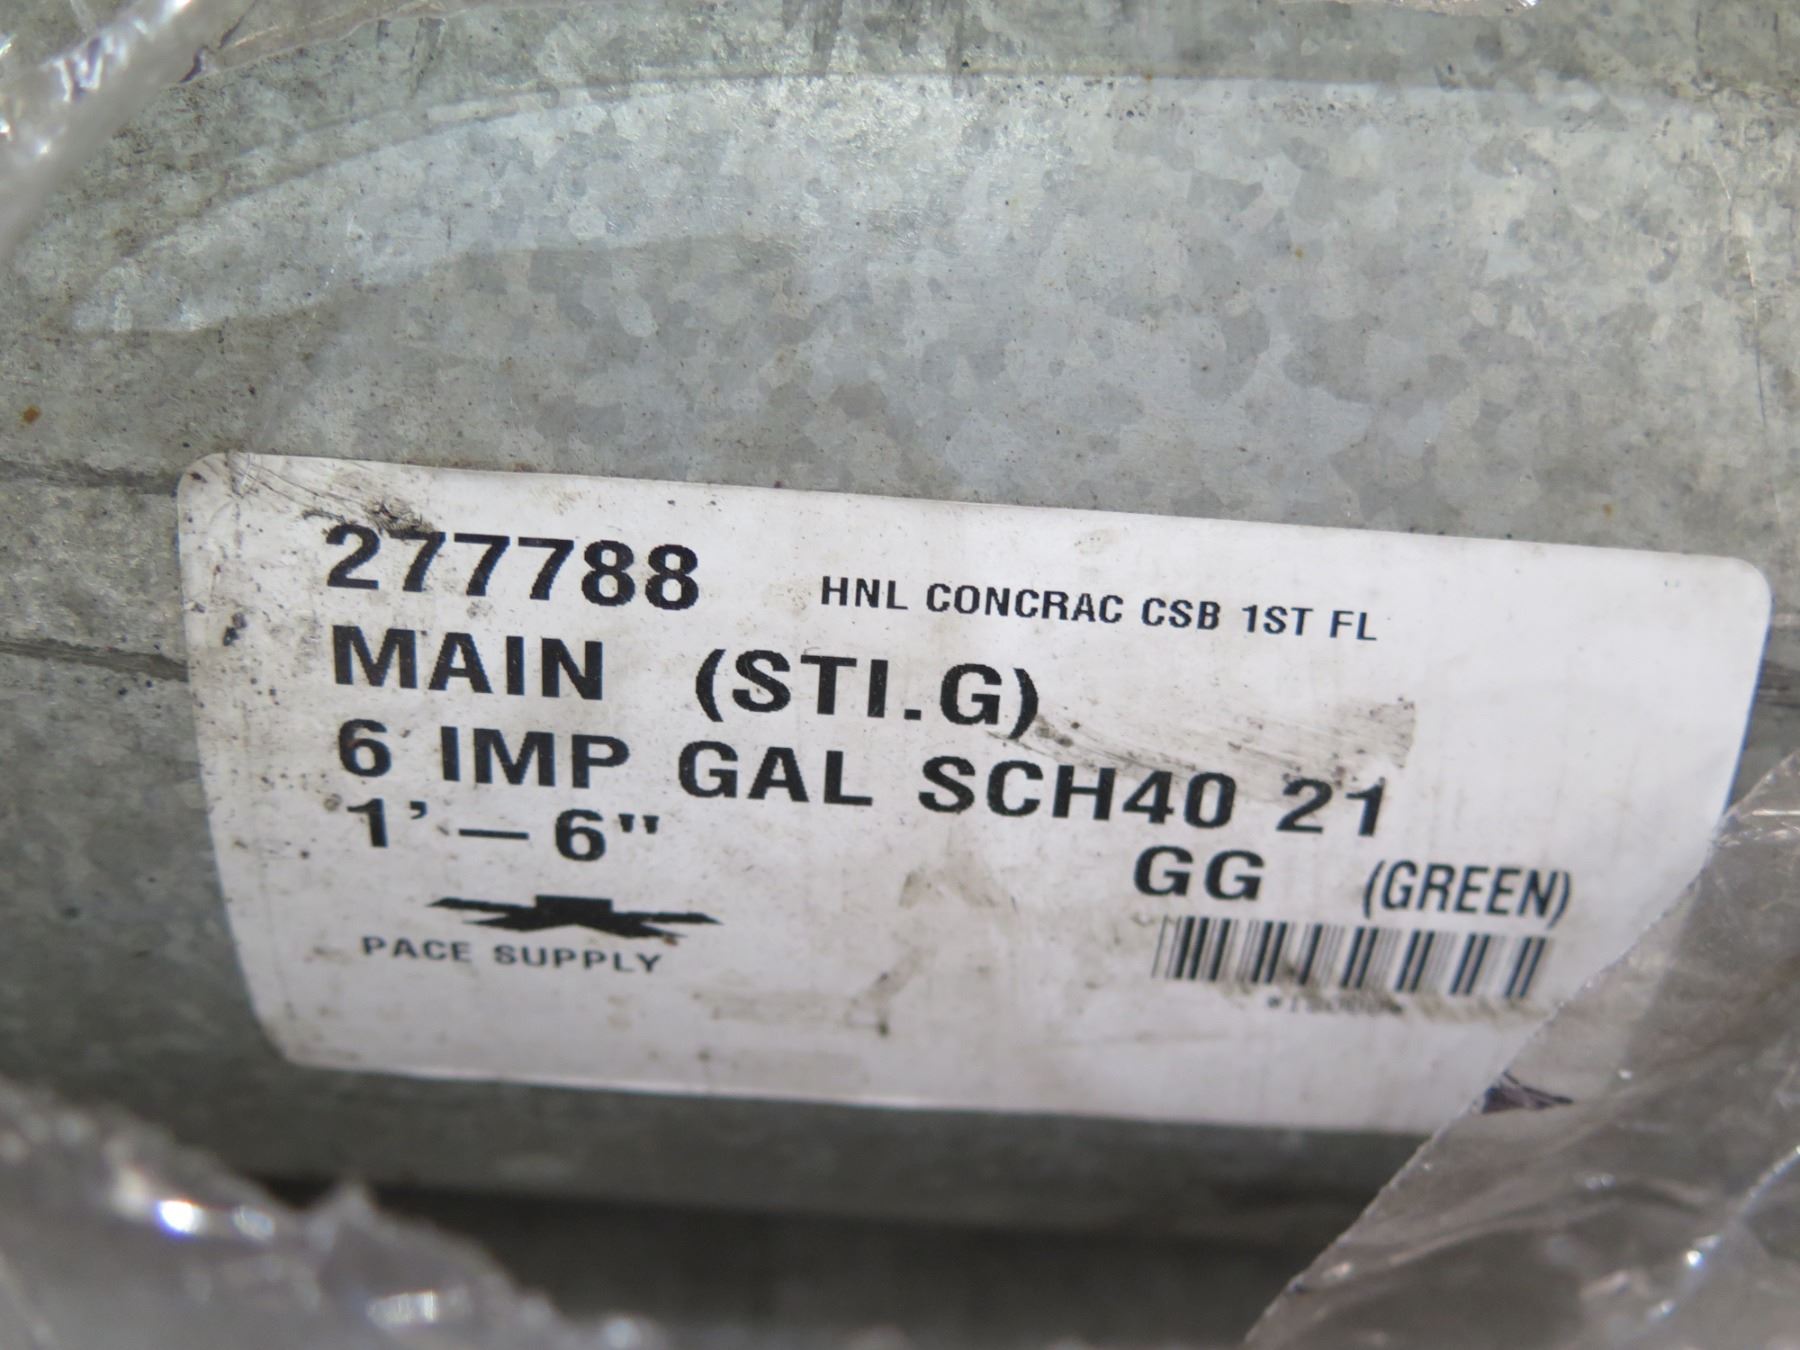 277788 HNL CONCRAC CSB 1ST FL
MAIN (STI.G)
6 IMP GAL SCH40 21
1'-6"
GG (GREEN)
PACE SUPPLY